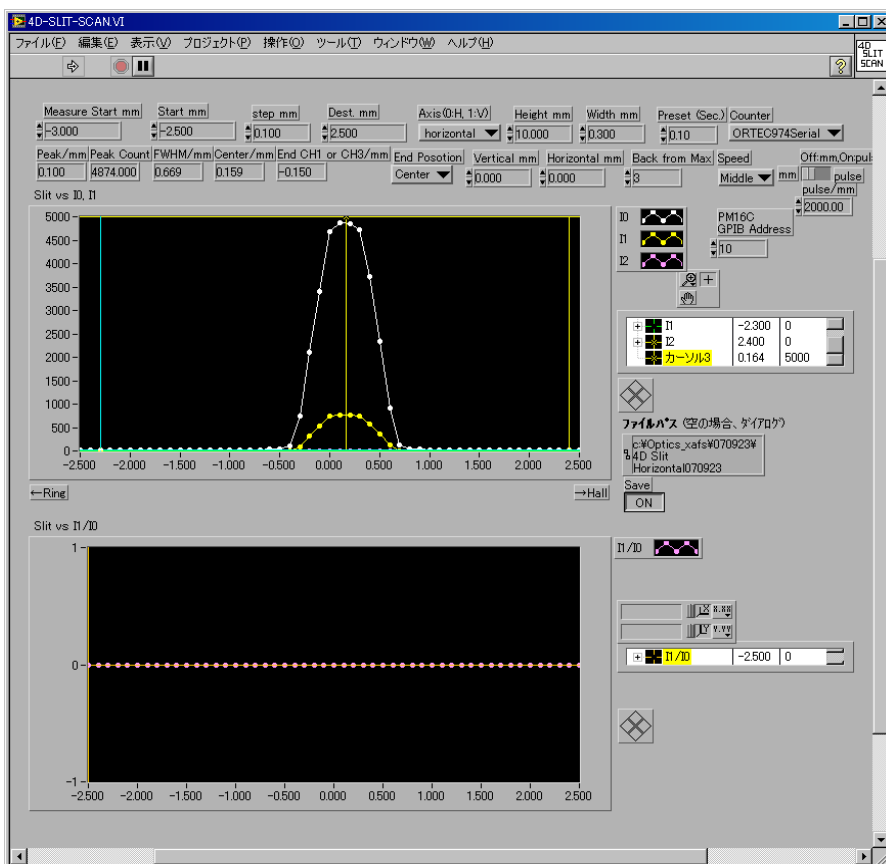 4D-SLIT-SCAN.VI
ファイル(F) 編集(E) 表示(V) プロジェクト(P) 操作(O) ツール(T) ウィンドウ(W) ヘルプ(H)
4D SLIT SCAN
Measure Start mm Start mm step mm Dest. mm Axis(0:H, 1:V) Height mm Width mm Preset (Sec.) Counter
-3.000 -2.500 0.100 2.500 horizontal 10.000 0.300 0.10 ORTEC974Serial
Peak/mm Peak Count FWHM/mm Center/mm End CH1 or CH3/mm End Posotion Vertical mm Horizontal mm Back from Max Speed Off:mm,On:pulse
0.100 4874.000 0.669 0.159 -0.150 Center 0.000 0.000 3 Middle mm pulse
pulse/mm
2000.00
Slit vs I0, I1
5000
4500
4000
3500
3000
2500
2000
1500
1000
500
0
-2.500 -2.000 -1.500 -1.000 -0.500 0.000 0.500 1.000 1.500 2.000 2.500
←Ring →Hall
I0
I1
I2
PM16C
GPIB Address
10
I1 -2.300 0
I2 2.400 0
カーソル3 0.164 5000
ファイルパス (空の場合、ダイアログ)
c:¥Optics_xafs¥070923¥
4D Slit
Horizontal070923
Save
ON
Slit vs I1/I0
1
0
-1
-2.500 -2.000 -1.500 -1.000 -0.500 0.000 0.500 1.000 1.500 2.000 2.500
I1/I0
X X.XX
Y Y.YY
I1/I0 -2.500 0